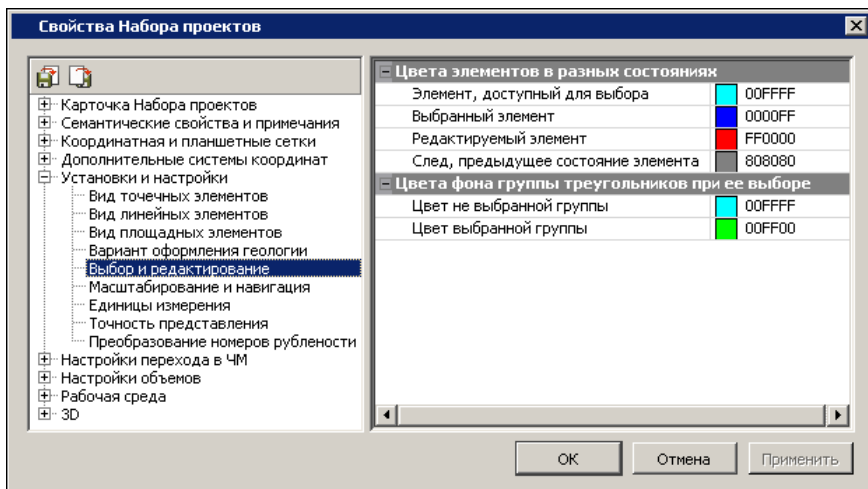 Свойства Набора проектов
Карточка Набора проектов
Семантические свойства и примечания
Координатная и планшетные сетки
Дополнительные системы координат
Установки и настройки
Вид точечных элементов
Вид линейных элементов
Вид площадных элементов
Вариант оформления геологии
Выбор и редактирование
Масштабирование и навигация
Единицы измерения
Точность представления
Преобразование номеров рублености
Настройки перехода в ЧМ
Настройки объемов
Рабочая среда
3D
Цвета элементов в разных состояниях
Элемент, доступный для выбора 00FFFF
Выбранный элемент 0000FF
Редактируемый элемент FF0000
След, предыдущее состояние элемента 808080
Цвета фона группы треугольников при ее выборе
Цвет не выбранной группы 00FFFF
Цвет выбранной группы 00FF00
ОК Отмена Применить